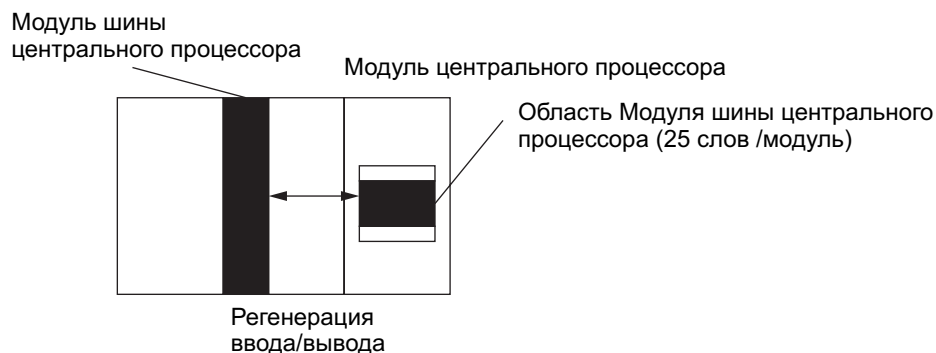 Модуль шины
центрального процессора
Модуль центрального процессора
Область Модуля шины центрального
процессора (25 слов /модуль)
Регенерация
ввода/вывода